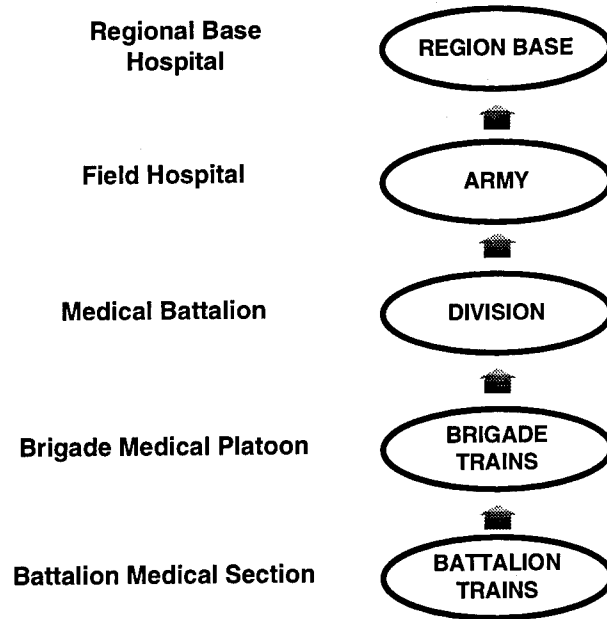 Regional Base
Hospital
REGION BASE
Field Hospital
ARMY
Medical Battalion
DIVISION
Brigade Medical Platoon
BRIGADE
TRAINS
Battalion Medical Section
BATTALION
TRAINS